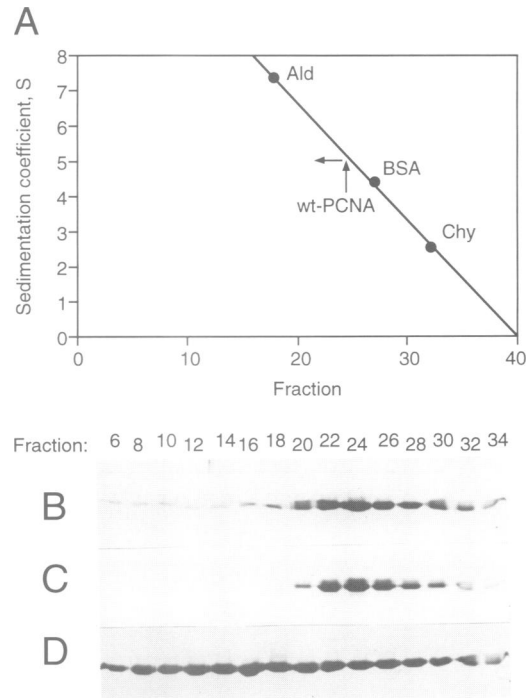 A
Sedimentation coefficient, S
8
7
6
5
4
3
2
1
0
Ald
BSA
wt-PCNA
Chy
0 10 20 30 40
Fraction
Fraction: 6 8 10 12 14 16 18 20 22 24 26 28 30 32 34
B
C
D